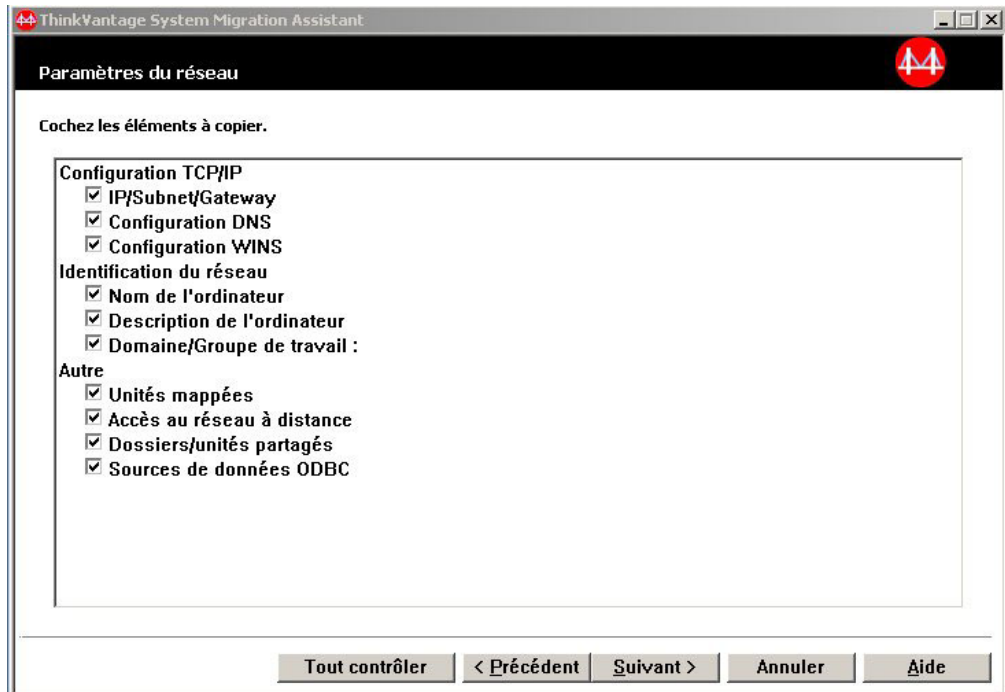 ThinkVantage System Migration Assistant
Paramètres du réseau
Cochez les éléments à copier.
Configuration TCP/IP
IP/Subnet/Gateway
Configuration DNS
Configuration WINS
Identification du réseau
Nom de l'ordinateur
Description de l'ordinateur
Domaine/Groupe de travail :
Autre
Unités mappées
Accès au réseau à distance
Dossiers/unités partagés
Sources de données ODBC
Tout contrôler < Précédent Suivant > Annuler Aide